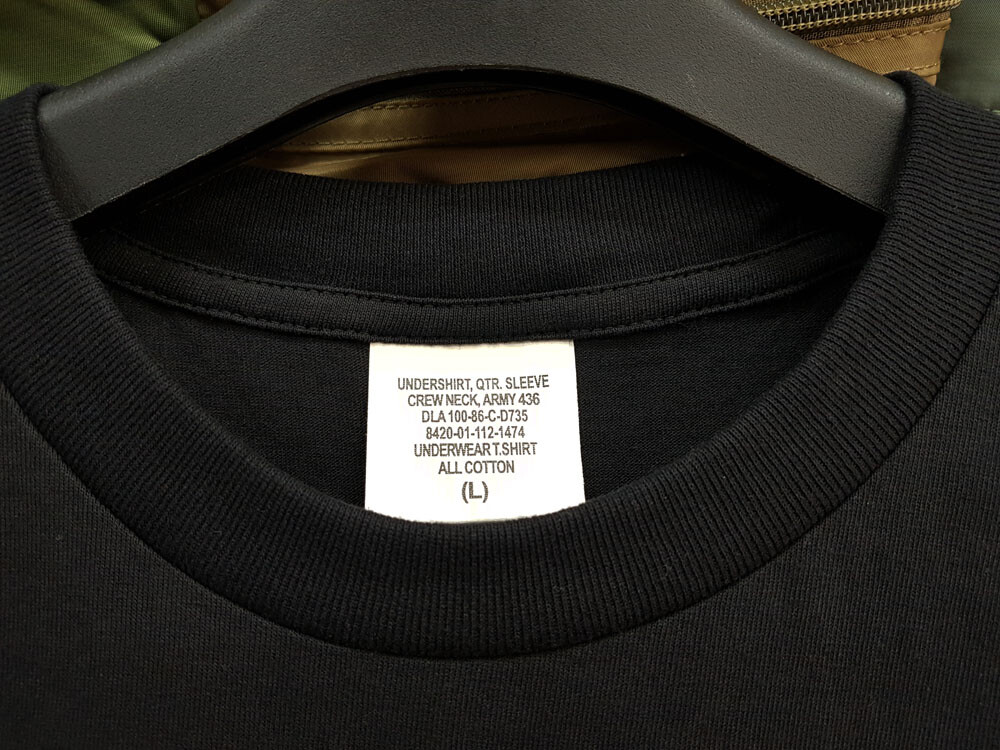 UNDERSHIRT, QTR. SLEEVE
CREW NECK, ARMY 436
DLA 100-86-C-D735
8420-01-112-1474
UNDERWEAR T.SHIRT
ALL COTTON
(L)